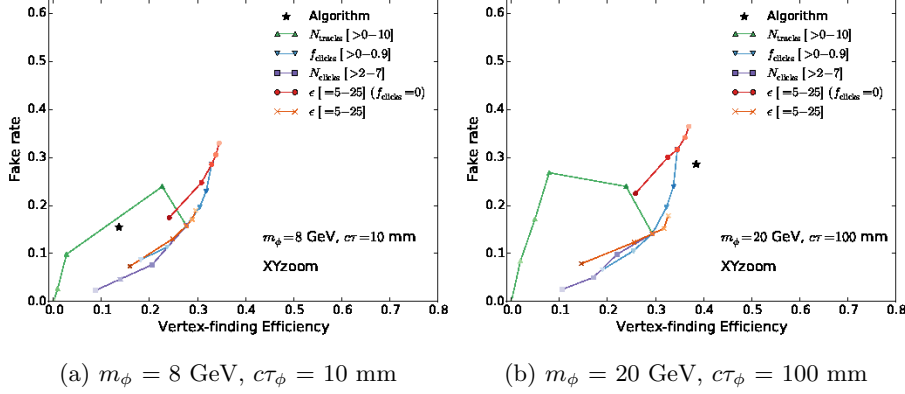 0.6
0.5
0.4
0.3
0.2
0.1
0.0
Fake rate
Algorithm
N_tracks [>0−10]
f_clicks [>0−0.9]
N_clicks [>2−7]
ϵ [=5−25] (f_clicks=0)
ϵ [=5−25]
m_ϕ=8 GeV, cτ=10 mm
XYzoom
0.0 0.1 0.2 0.3 0.4 0.5 0.6 0.7 0.8
Vertex-finding Efficiency
(a) m_ϕ = 8 GeV, cτ_ϕ = 10 mm
0.6
0.5
0.4
0.3
0.2
0.1
0.0
Fake rate
Algorithm
N_tracks [>0−10]
f_clicks [>0−0.9]
N_clicks [>2−7]
ϵ [=5−25] (f_clicks=0)
ϵ [=5−25]
m_ϕ=20 GeV, cτ=100 mm
XYzoom
0.0 0.1 0.2 0.3 0.4 0.5 0.6 0.7 0.8
Vertex-finding Efficiency
(b) m_ϕ = 20 GeV, cτ_ϕ = 100 mm